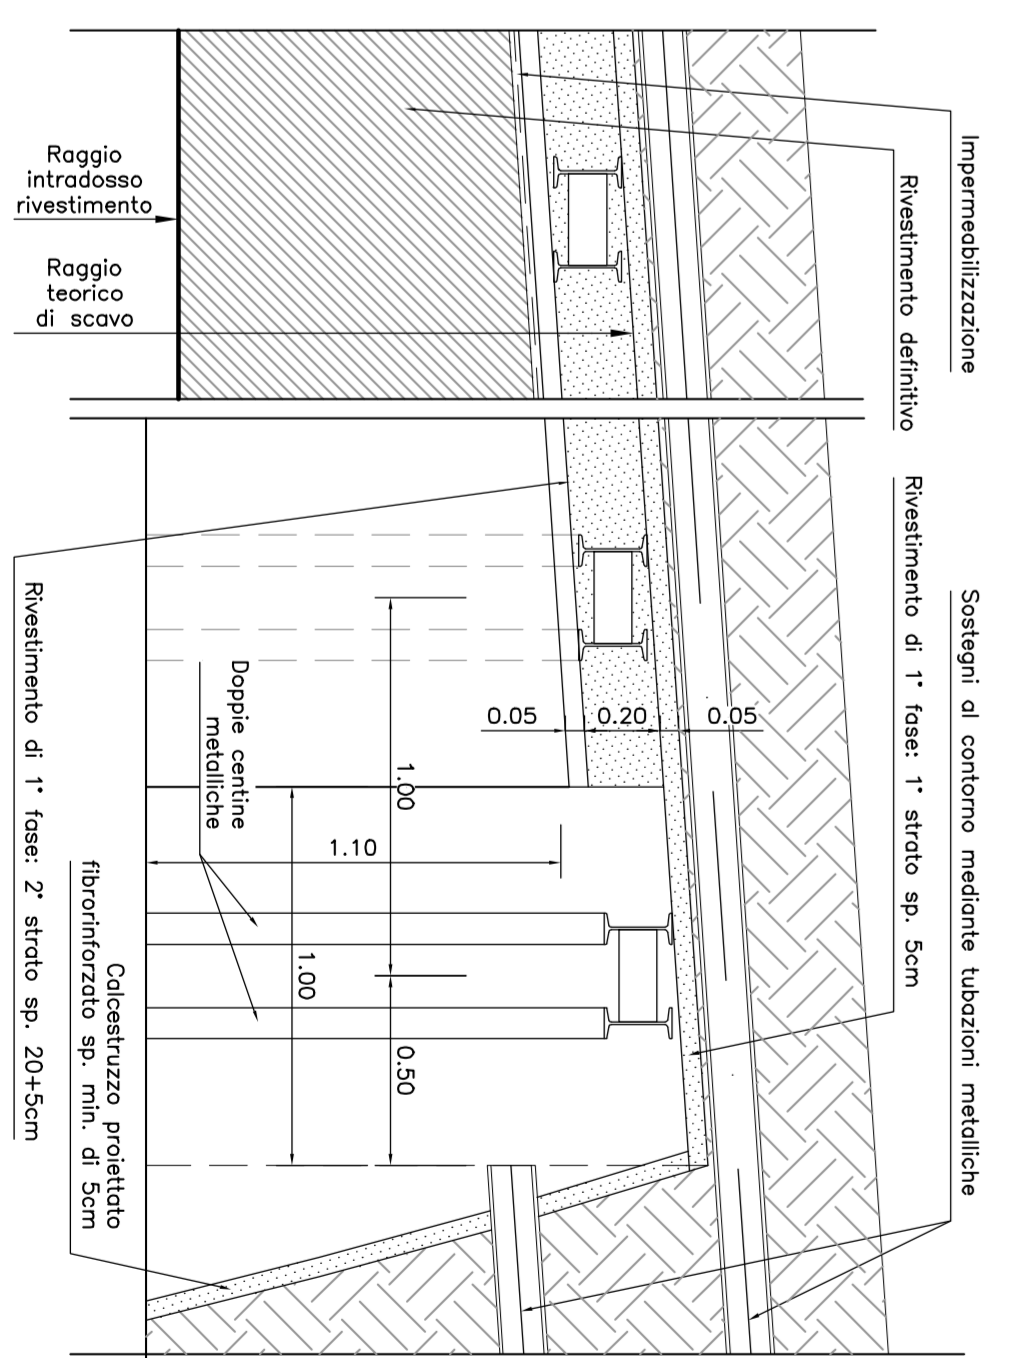 Impermeabilizzazione
Rivestimento definitivo
Raggio
intradosso
rivestimento
Raggio
teorico
di scavo
Sostegni al contorno mediante tubazioni metalliche
Rivestimento di 1° fase: 1° strato sp. 5cm
0.05
0.20
0.05
1.00
1.10
1.00
0.50
Doppie centine
metalliche
Calcestruzzo proiettato
fibrorinforzato sp. min. di 5cm
Rivestimento di 1° fase: 2° strato sp. 20+5cm